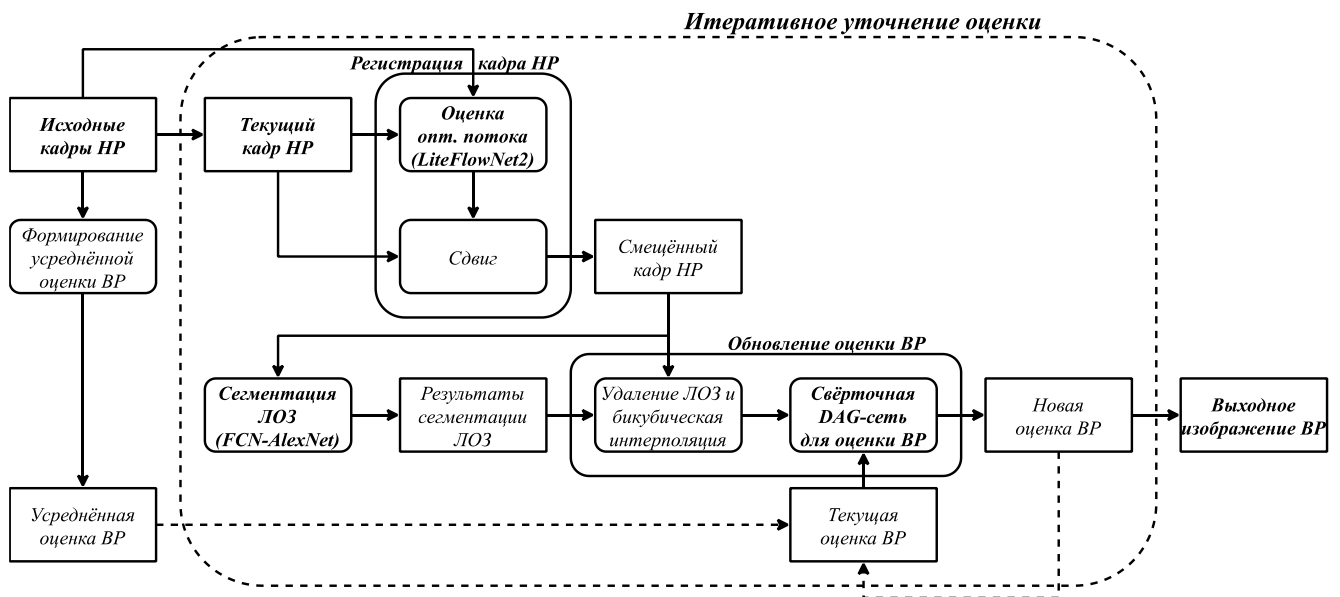 Итеративное уточнение оценки
Регистрация кадра НР
Исходные
кадры НР
Текущий
кадр НР
Оценка
опт. потока
(LiteFlowNet2)
Формирование
усреднённой
оценки ВР
Сдвиг
Смещённый
кадр НР
Обновление оценки ВР
Сегментация
ЛОЗ
(FCN-AlexNet)
Результаты
сегментации
ЛОЗ
Удаление ЛОЗ и
бикубическая
интерполяция
Свёрточная
DAG-сеть
для оценки ВР
Новая
оценка ВР
Выходное
изображение ВР
Усреднённая
оценка ВР
Текущая
оценка ВР